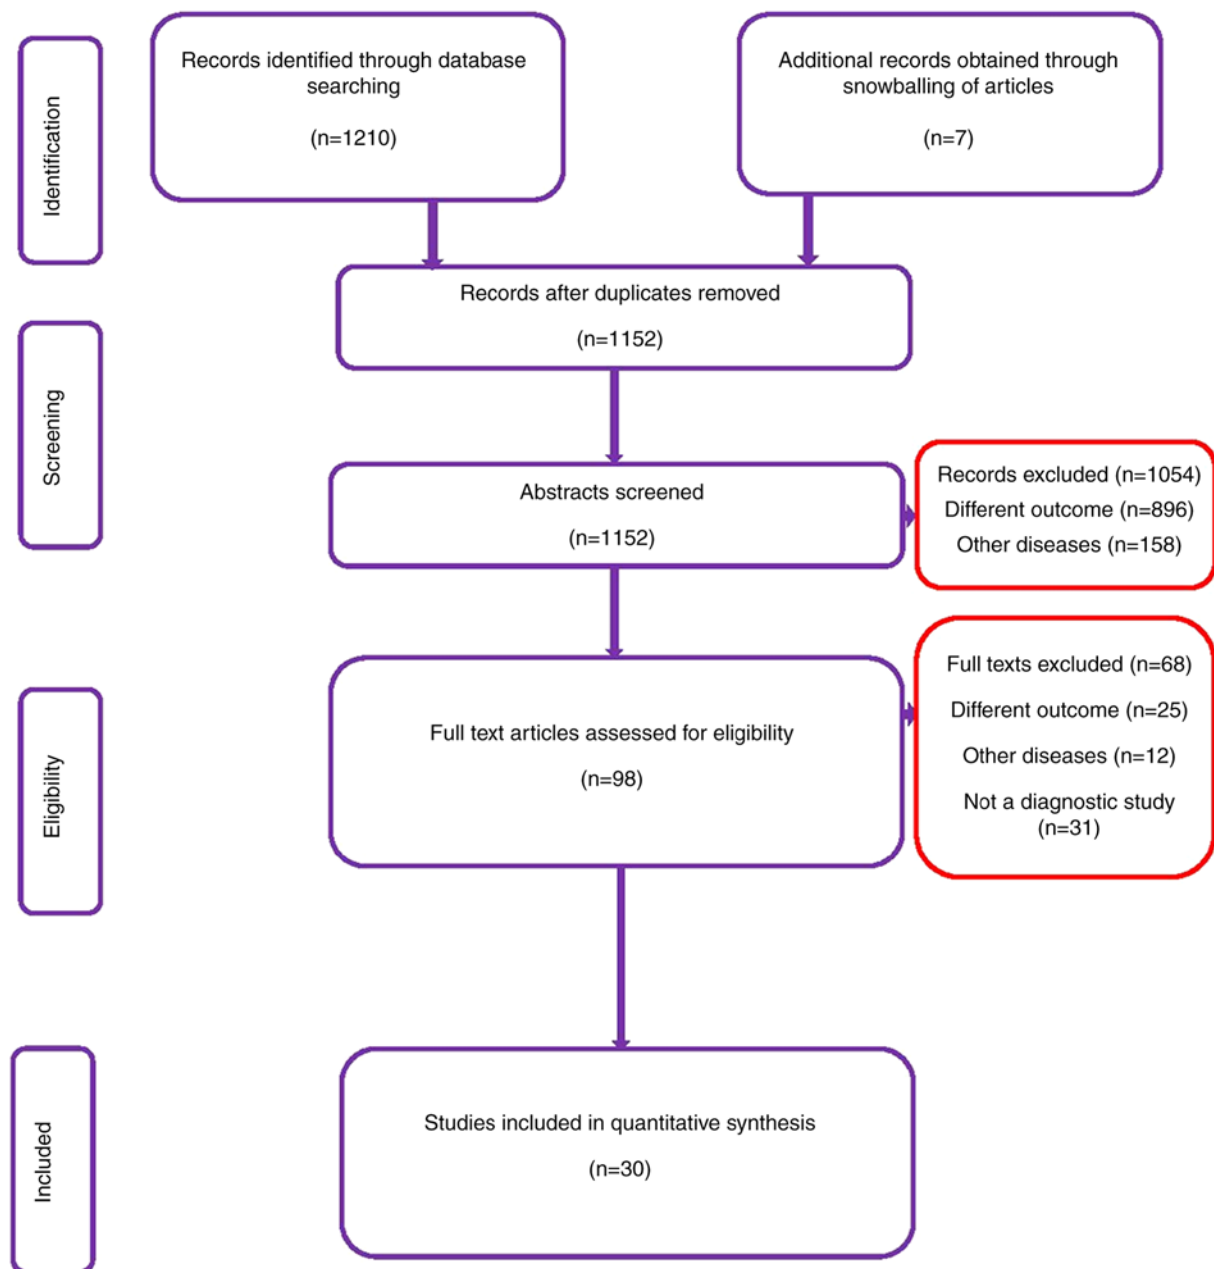 Identification
Records identified through database
searching
(n=1210)
Additional records obtained through
snowballing of articles
(n=7)
Records after duplicates removed
(n=1152)
Screening
Abstracts screened
(n=1152)
Records excluded (n=1054)
Different outcome (n=896)
Other diseases (n=158)
Eligibility
Full text articles assessed for eligibility
(n=98)
Full texts excluded (n=68)
Different outcome (n=25)
Other diseases (n=12)
Not a diagnostic study
(n=31)
Included
Studies included in quantitative synthesis
(n=30)